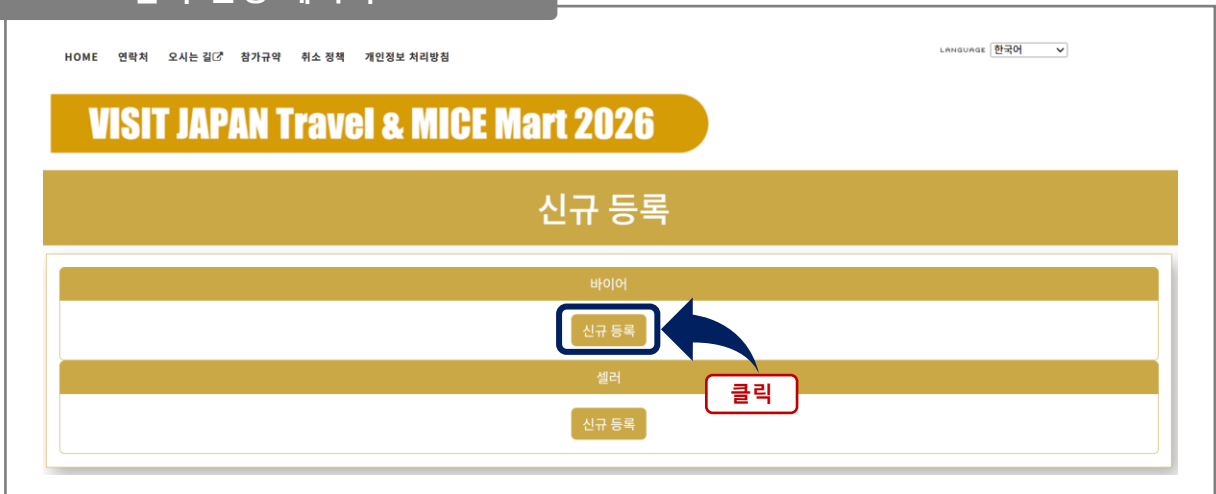 HOME 연락처 오시는 길 참가규약 취소 정책 개인정보 처리방침
LANGUAGE 한국어
VISIT JAPAN Travel & MICE Mart 2026
신규 등록
바이어
신규 등록
셀러
클릭
신규 등록